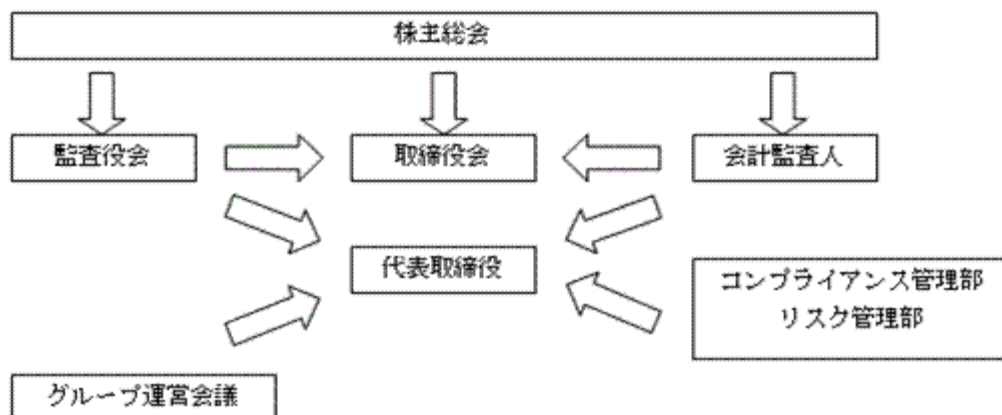 株主総会
監査役会
取締役会
会計監査人
代表取締役
コンプライアンス管理部
リスク管理部
グループ運営会議